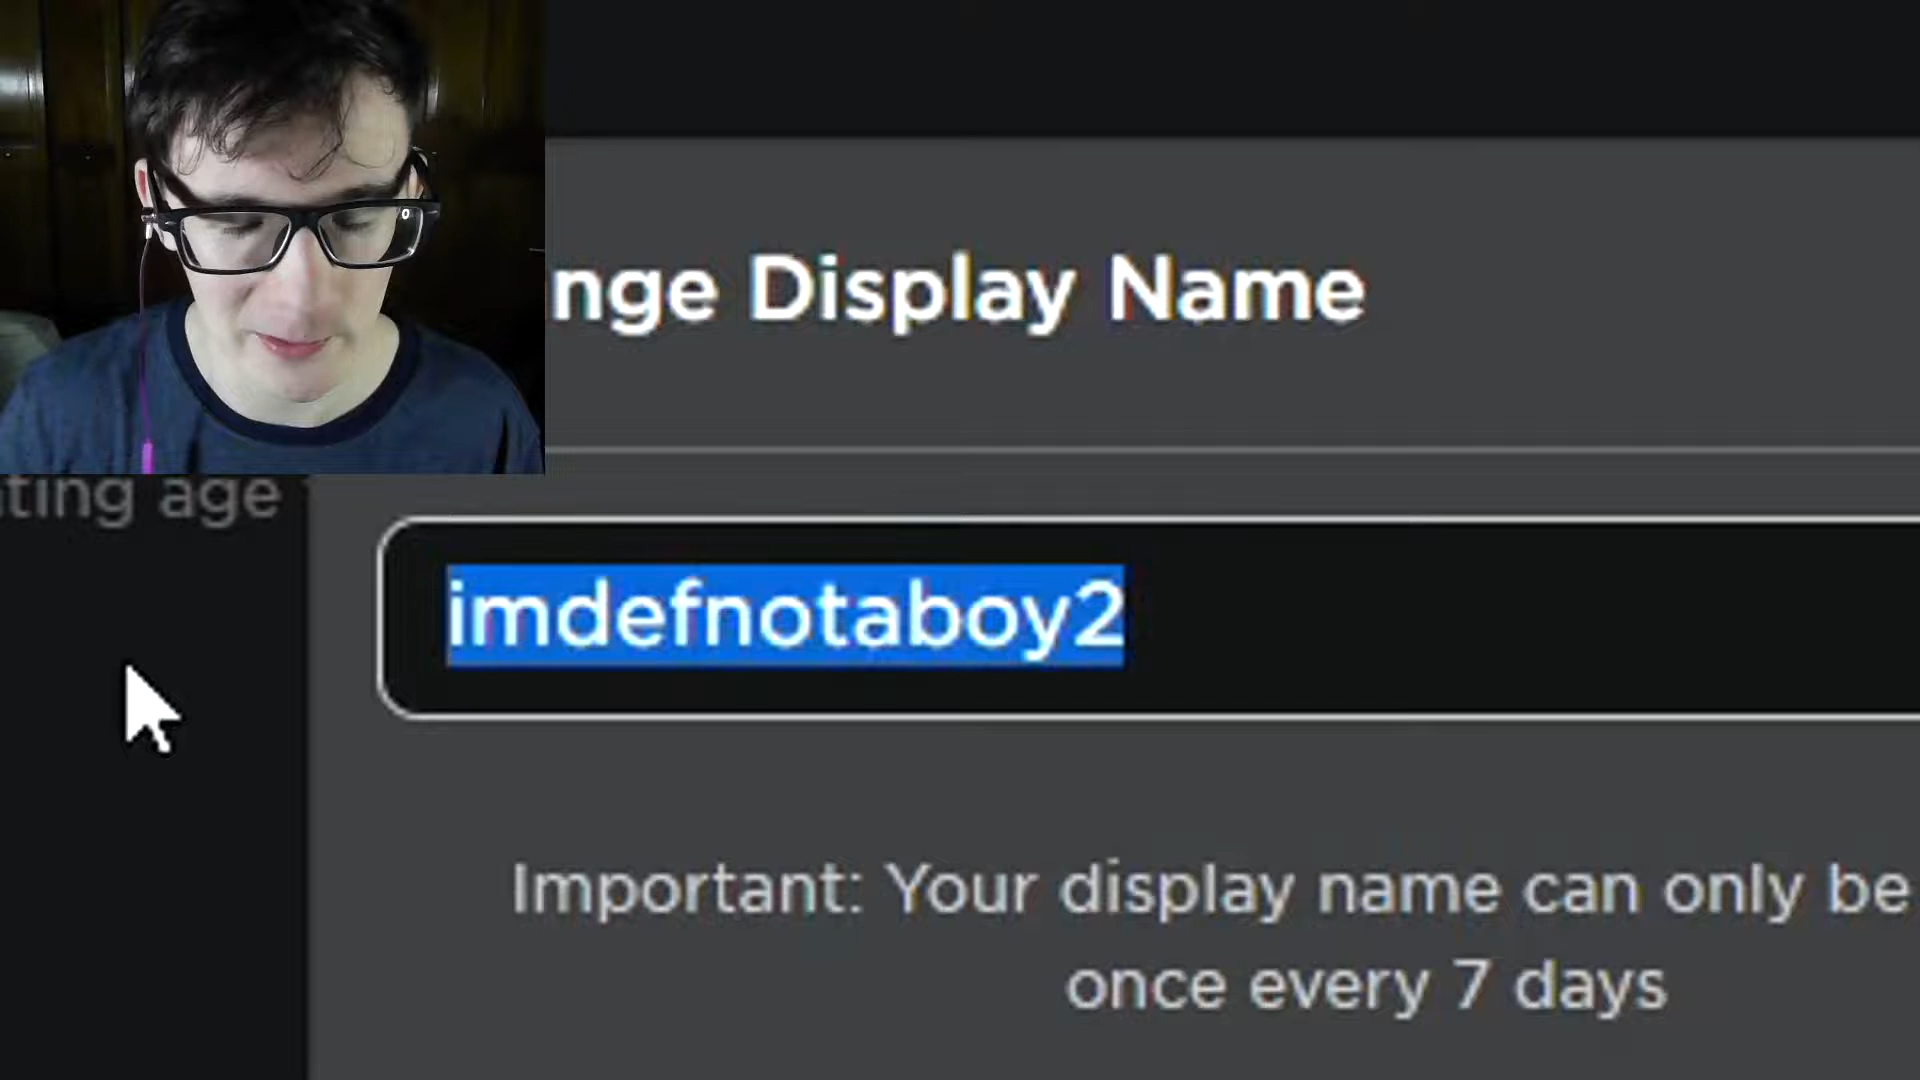 nge Display Name
ting age
imdefnotaboy2
Important: Your display name can only be
once every 7 days